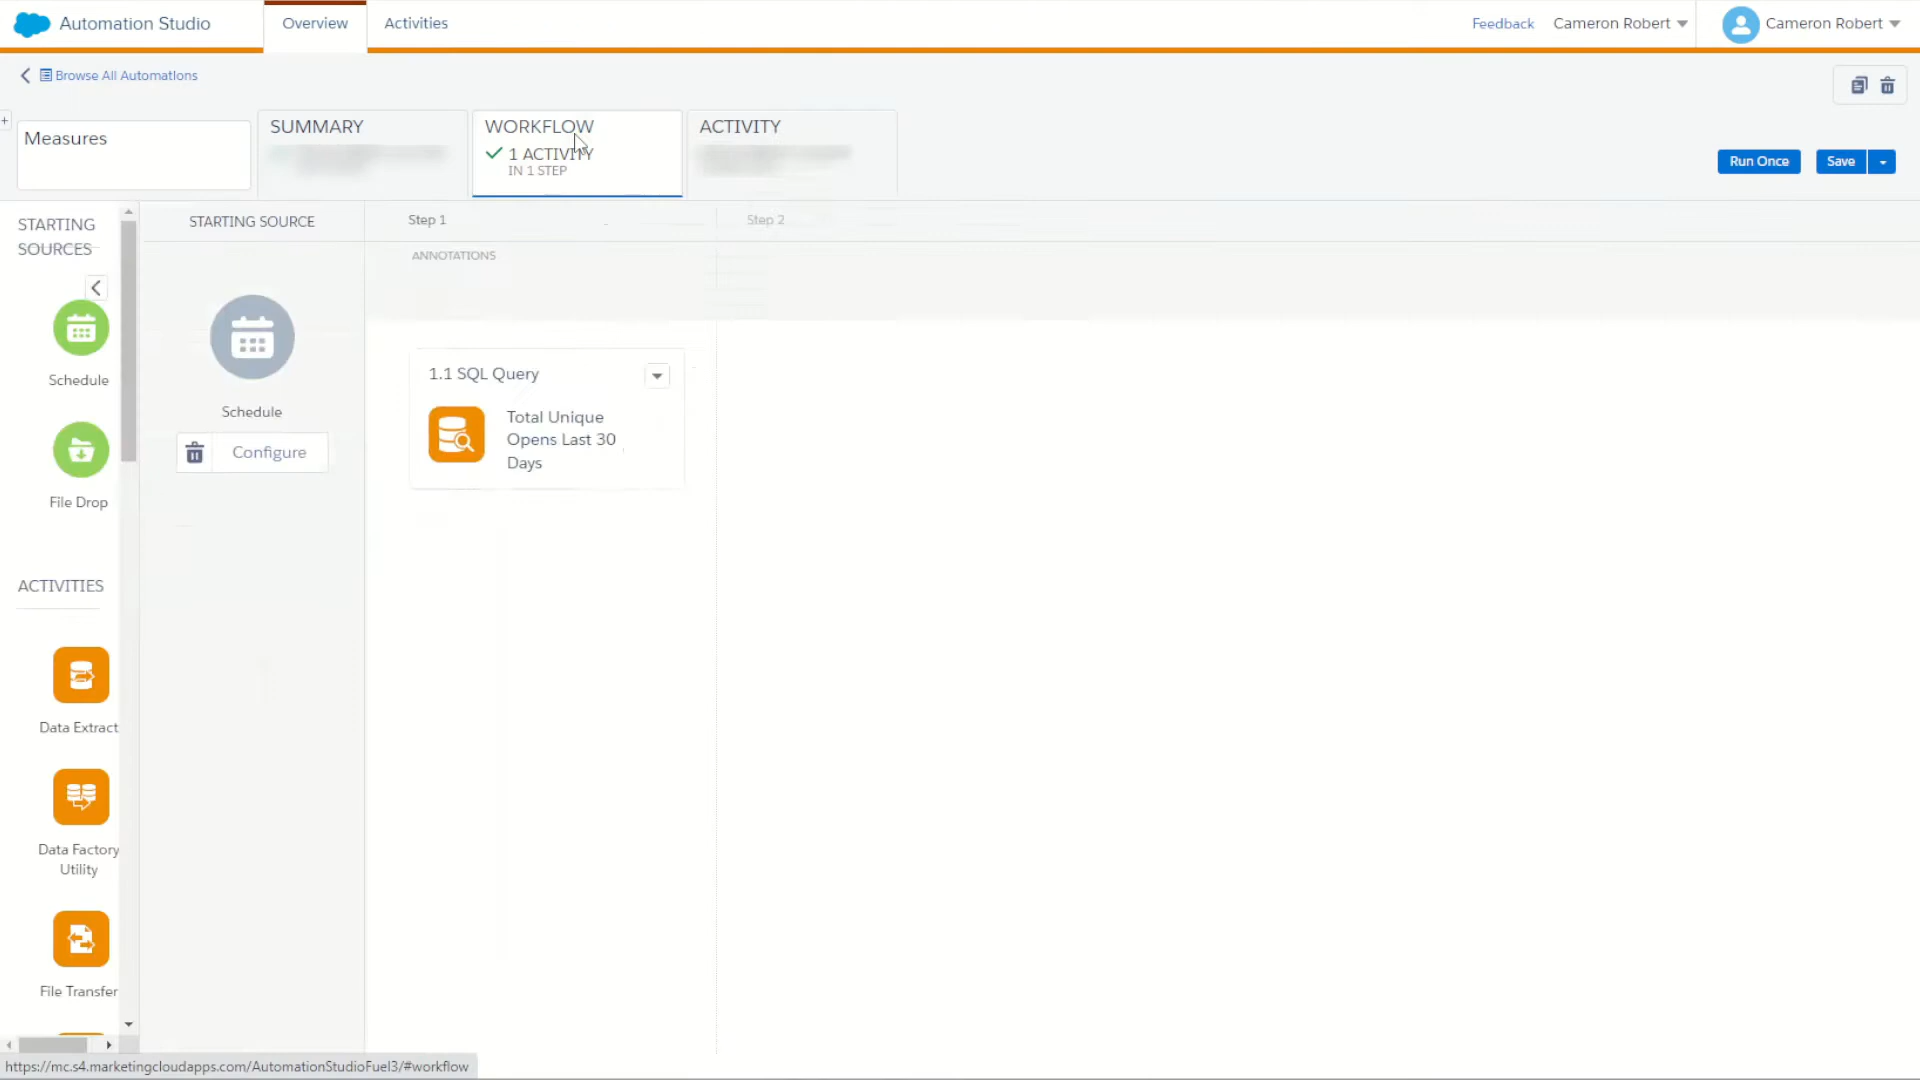 Automation Studio
Overview
Activities
Feedback
Cameron Robert
Cameron Robert
Browse All Automations
+
Measures
SUMMARY
WORKFLOW
1 ACTIVITY
IN 1 STEP
ACTIVITY
Run Once
Save
STARTING
SOURCES
Schedule
File Drop
ACTIVITIES
Data Extract
Data Factory
Utility
File Transfer
STARTING SOURCE
Schedule
Configure
Step 1
Step 2
ANNOTATIONS
1.1 SQL Query
Total Unique
Opens Last 30
Days
https://mc.s4.marketingcloudapps.com/AutomationStudioFuel3/#workflow